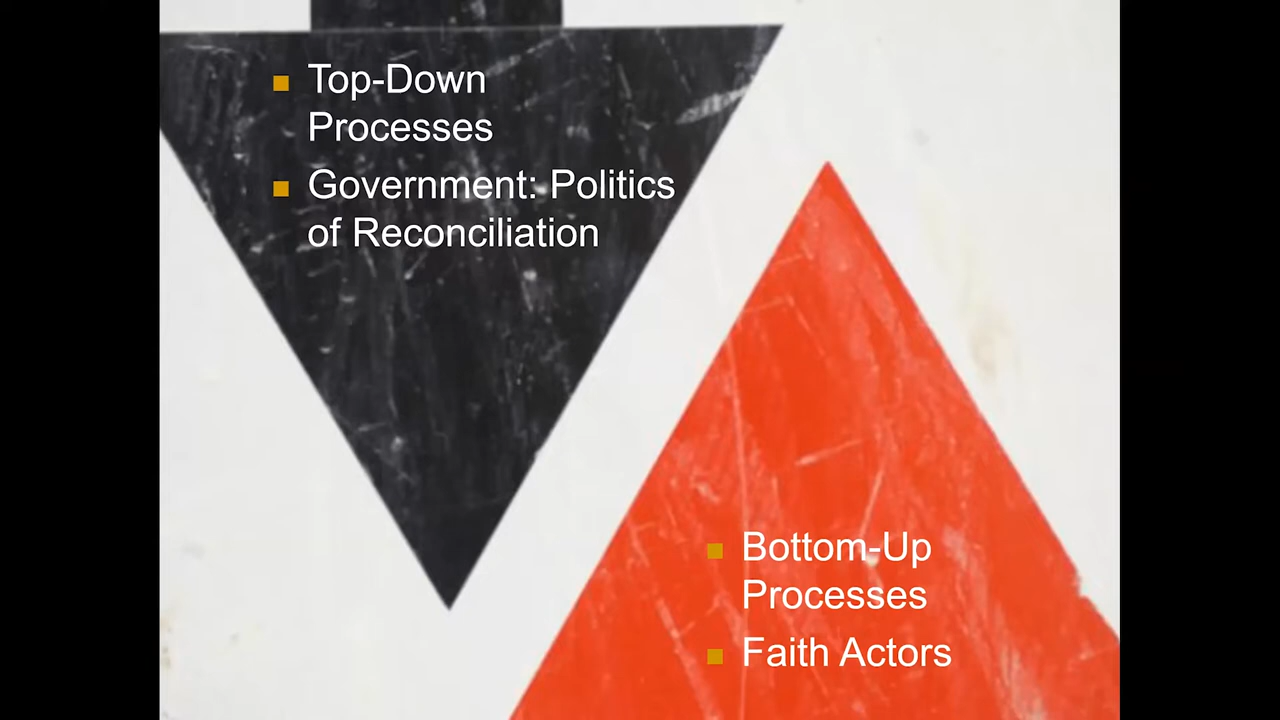 Top-Down
Processes
Government: Politics
of Reconciliation
Bottom-Up
Processes
Faith Actors